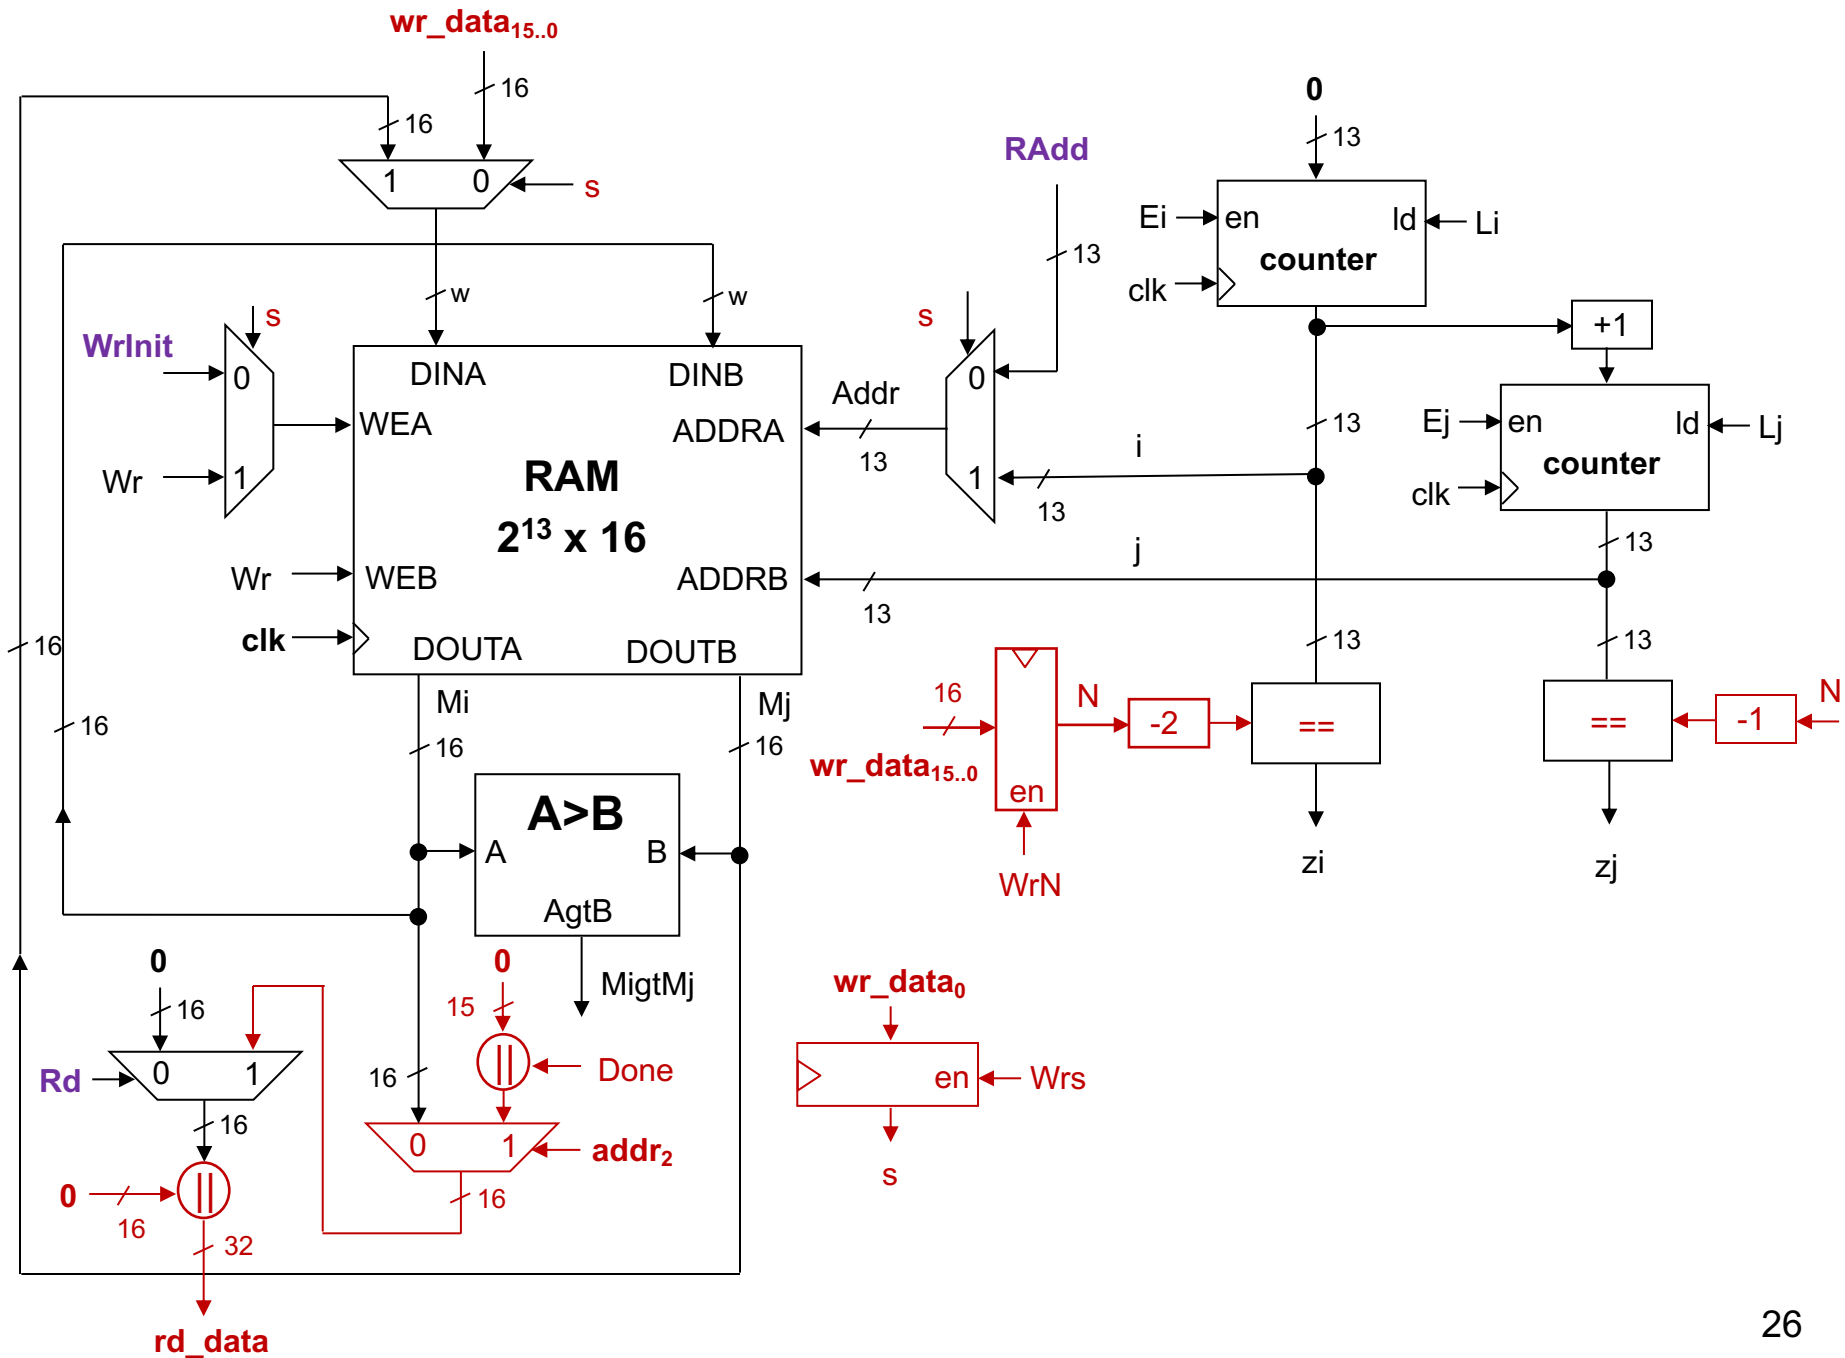 wr_data15..0
16
16
1 0
s
0
13
RAdd
13
Ei en ld Li
counter
clk
w
w
s
WrInit
0
s
+1
DINA DINB
0
Addr
WEA
ADDRA
13
13
Ej en ld Lj
counter
clk
i
Wr 1
RAM
2¹³ x 16
1
13
j
13
Wr WEB
ADDRB
13
clk
DOUTA DOUTB
16
13
13
Mi
Mj
16
N
-2
==
==
-1
N
16
16
16
wr_data15..0
en
WrN
zi
zj
A>B
A B
AgtB
MigtMj
0
0
15
16
wr_data0
Rd
0 1
16
||
Done
en
Wrs
16
0 1
addr2
s
0
16
||
16
32
rd_data
26